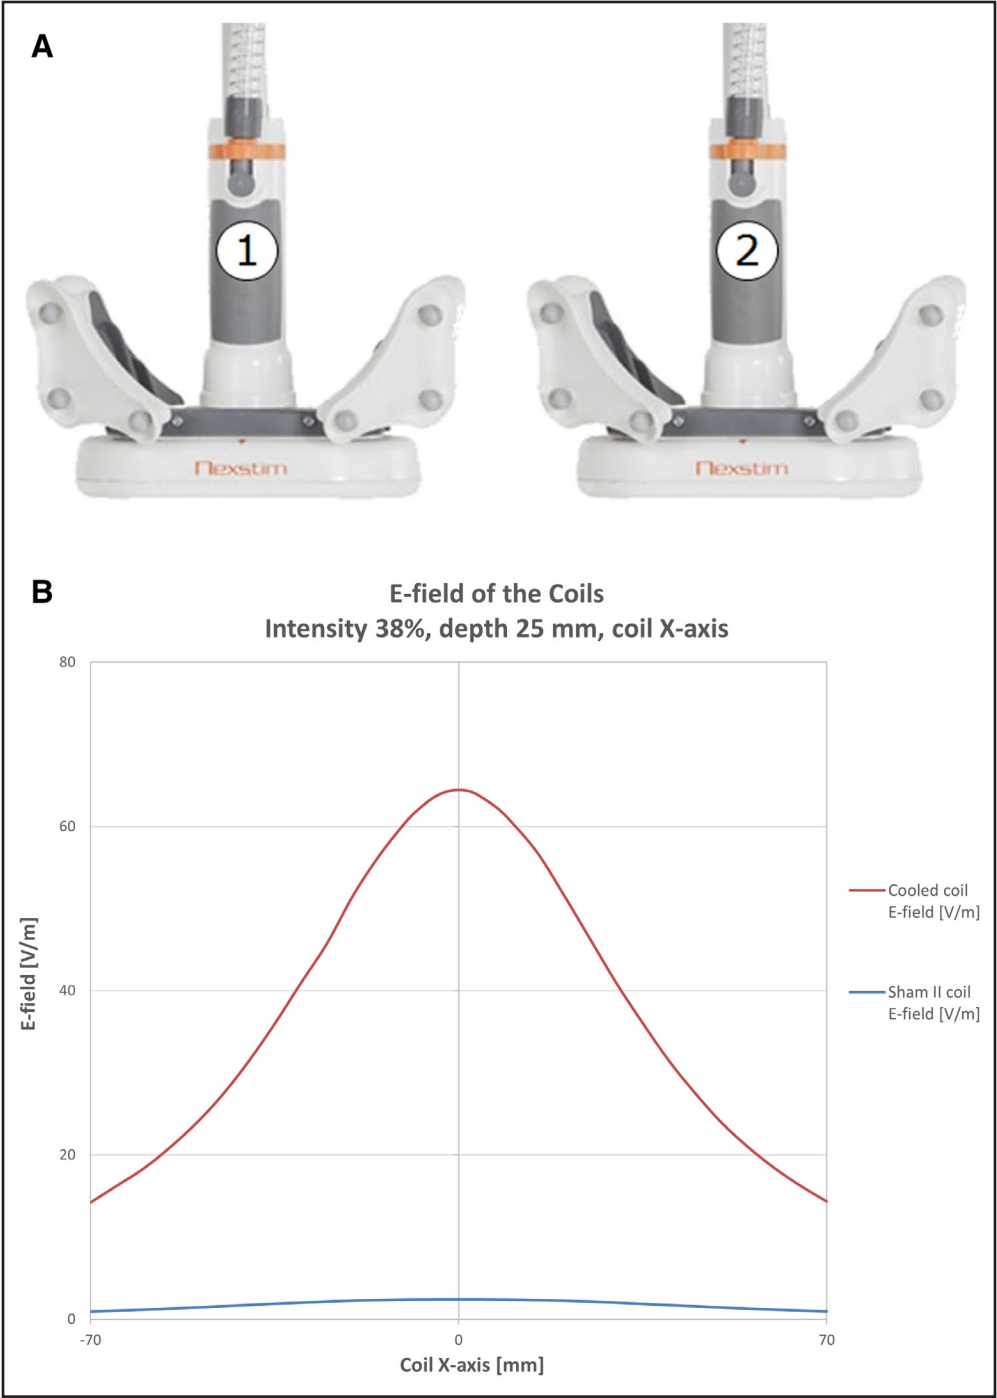 A
1
2
Nexstim
Nexstim
B
E-field of the Coils
Intensity 38%, depth 25 mm, coil X-axis
80
60
40
20
0
-70
0
70
E-field [V/m]
Coil X-axis [mm]
Cooled coil
E-field [V/m]
Sham II coil
E-field [V/m]